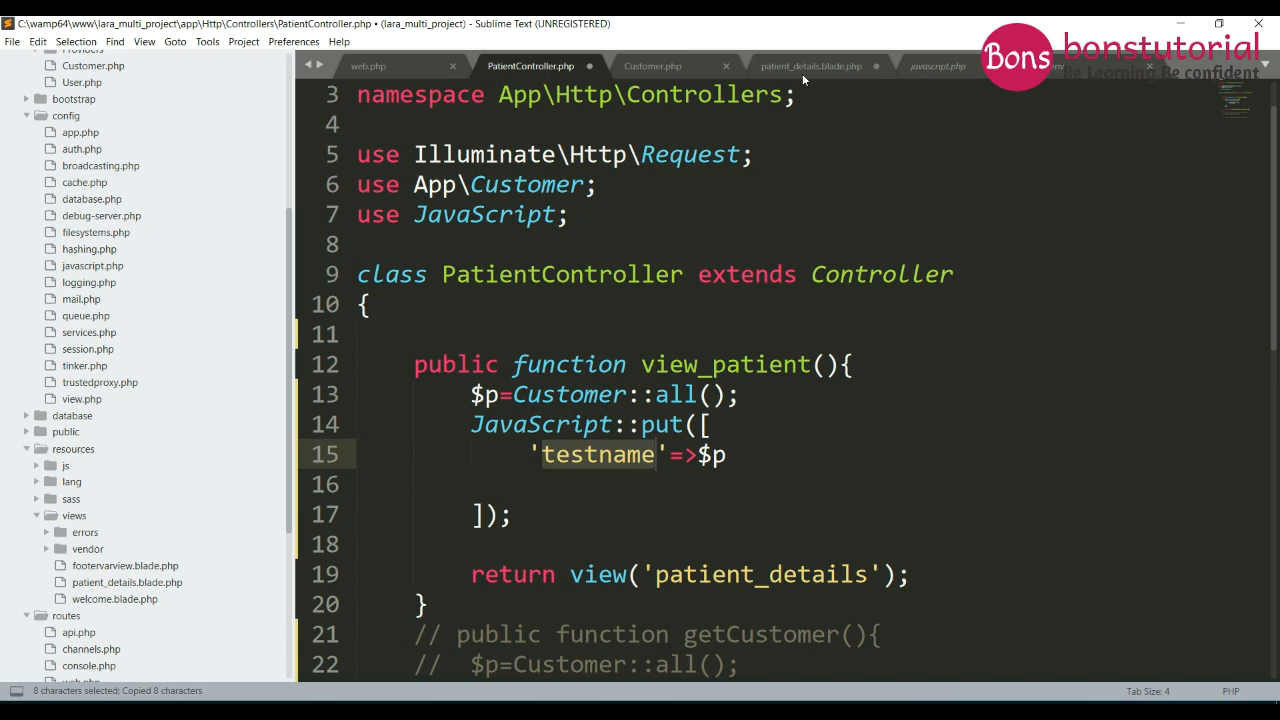 C:\wamp64\www\lara_multi_project\app\Http\Controllers\PatientController.php • (lara_multi_project) - Sublime Text (UNREGISTERED)
File Edit Selection Find View Goto Tools Project Preferences Help
Bons bonstutorial
Be Learning,Be confident
web.php
PatientController.php
Customer.php
patient_details.blade.php
javascript.php
Providers
Customer.php
User.php
bootstrap
config
app.php
auth.php
broadcasting.php
cache.php
database.php
debug-server.php
filesystems.php
hashing.php
javascript.php
logging.php
mail.php
queue.php
services.php
session.php
tinker.php
trustedproxy.php
view.php
database
public
resources
js
lang
sass
views
errors
vendor
footervarview.blade.php
patient_details.blade.php
welcome.blade.php
routes
api.php
channels.php
console.php
web.php
3 namespace App\Http\Controllers;
4
5 use Illuminate\Http\Request;
6 use App\Customer;
7 use JavaScript;
8
9 class PatientController extends Controller
10 {
11
12 public function view_patient(){
13 $p=Customer::all();
14 JavaScript::put([
15 'testname'=>$p
16
17 ]);
18
19 return view('patient_details');
20 }
21 // public function getCustomer(){
22 // $p=Customer::all();
8 characters selected; Copied 8 characters
Tab Size: 4
PHP